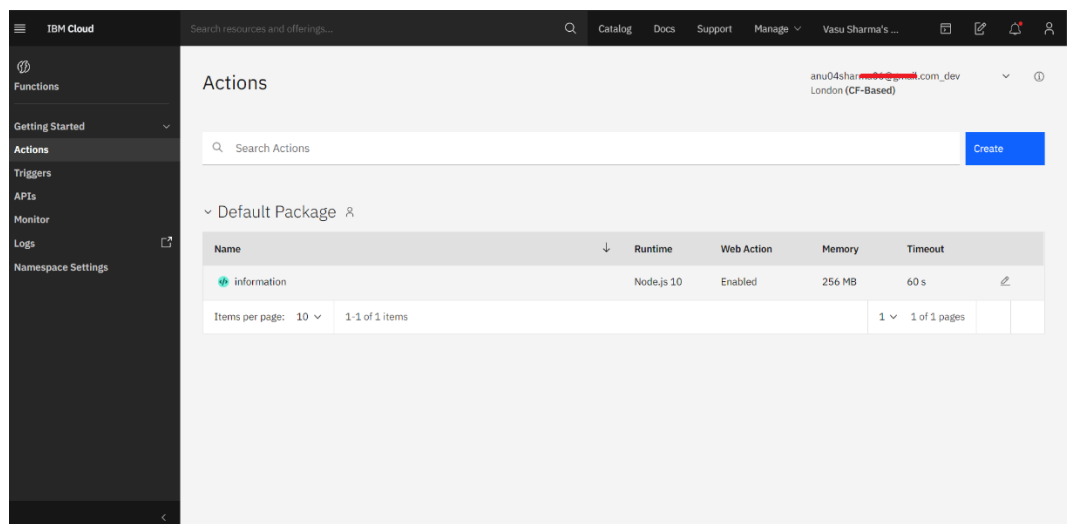 IBM Cloud
Search resources and offerings...
Catalog Docs Support Manage Vasu Sharma's ...
Functions
Getting Started
Actions
Triggers
APIs
Monitor
Logs
Namespace Settings
Actions
.com_dev
London (CF-Based)
Search Actions
Create
Default Package
Name Runtime Web Action Memory Timeout
information Node.js 10 Enabled 256 MB 60 s
Items per page: 10 1-1 of 1 items 1 1 of 1 pages